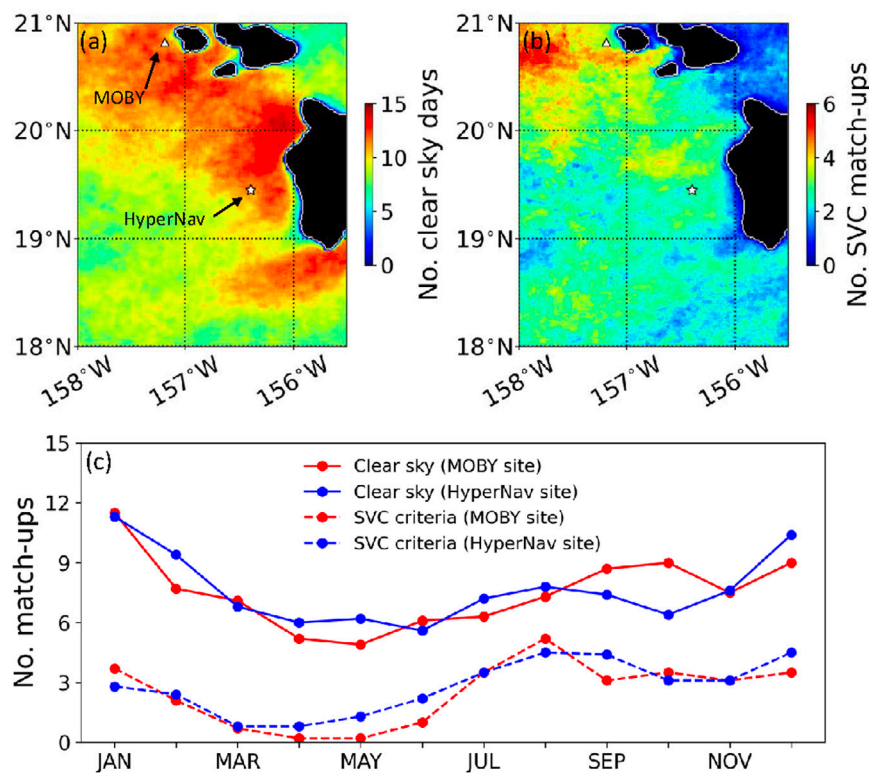 21°N
(a)
MOBY
HyperNav
20°N
19°N
18°N
158°W
157°W
156°W
15
10
5
0
No. clear sky days
21°N
(b)
20°N
19°N
18°N
158°W
157°W
156°W
6
4
2
0
No. SVC match-ups
(c)
Clear sky (MOBY site)
Clear sky (HyperNav site)
SVC criteria (MOBY site)
SVC criteria (HyperNav site)
No. match-ups
15
12
9
6
3
0
JAN MAR MAY JUL SEP NOV